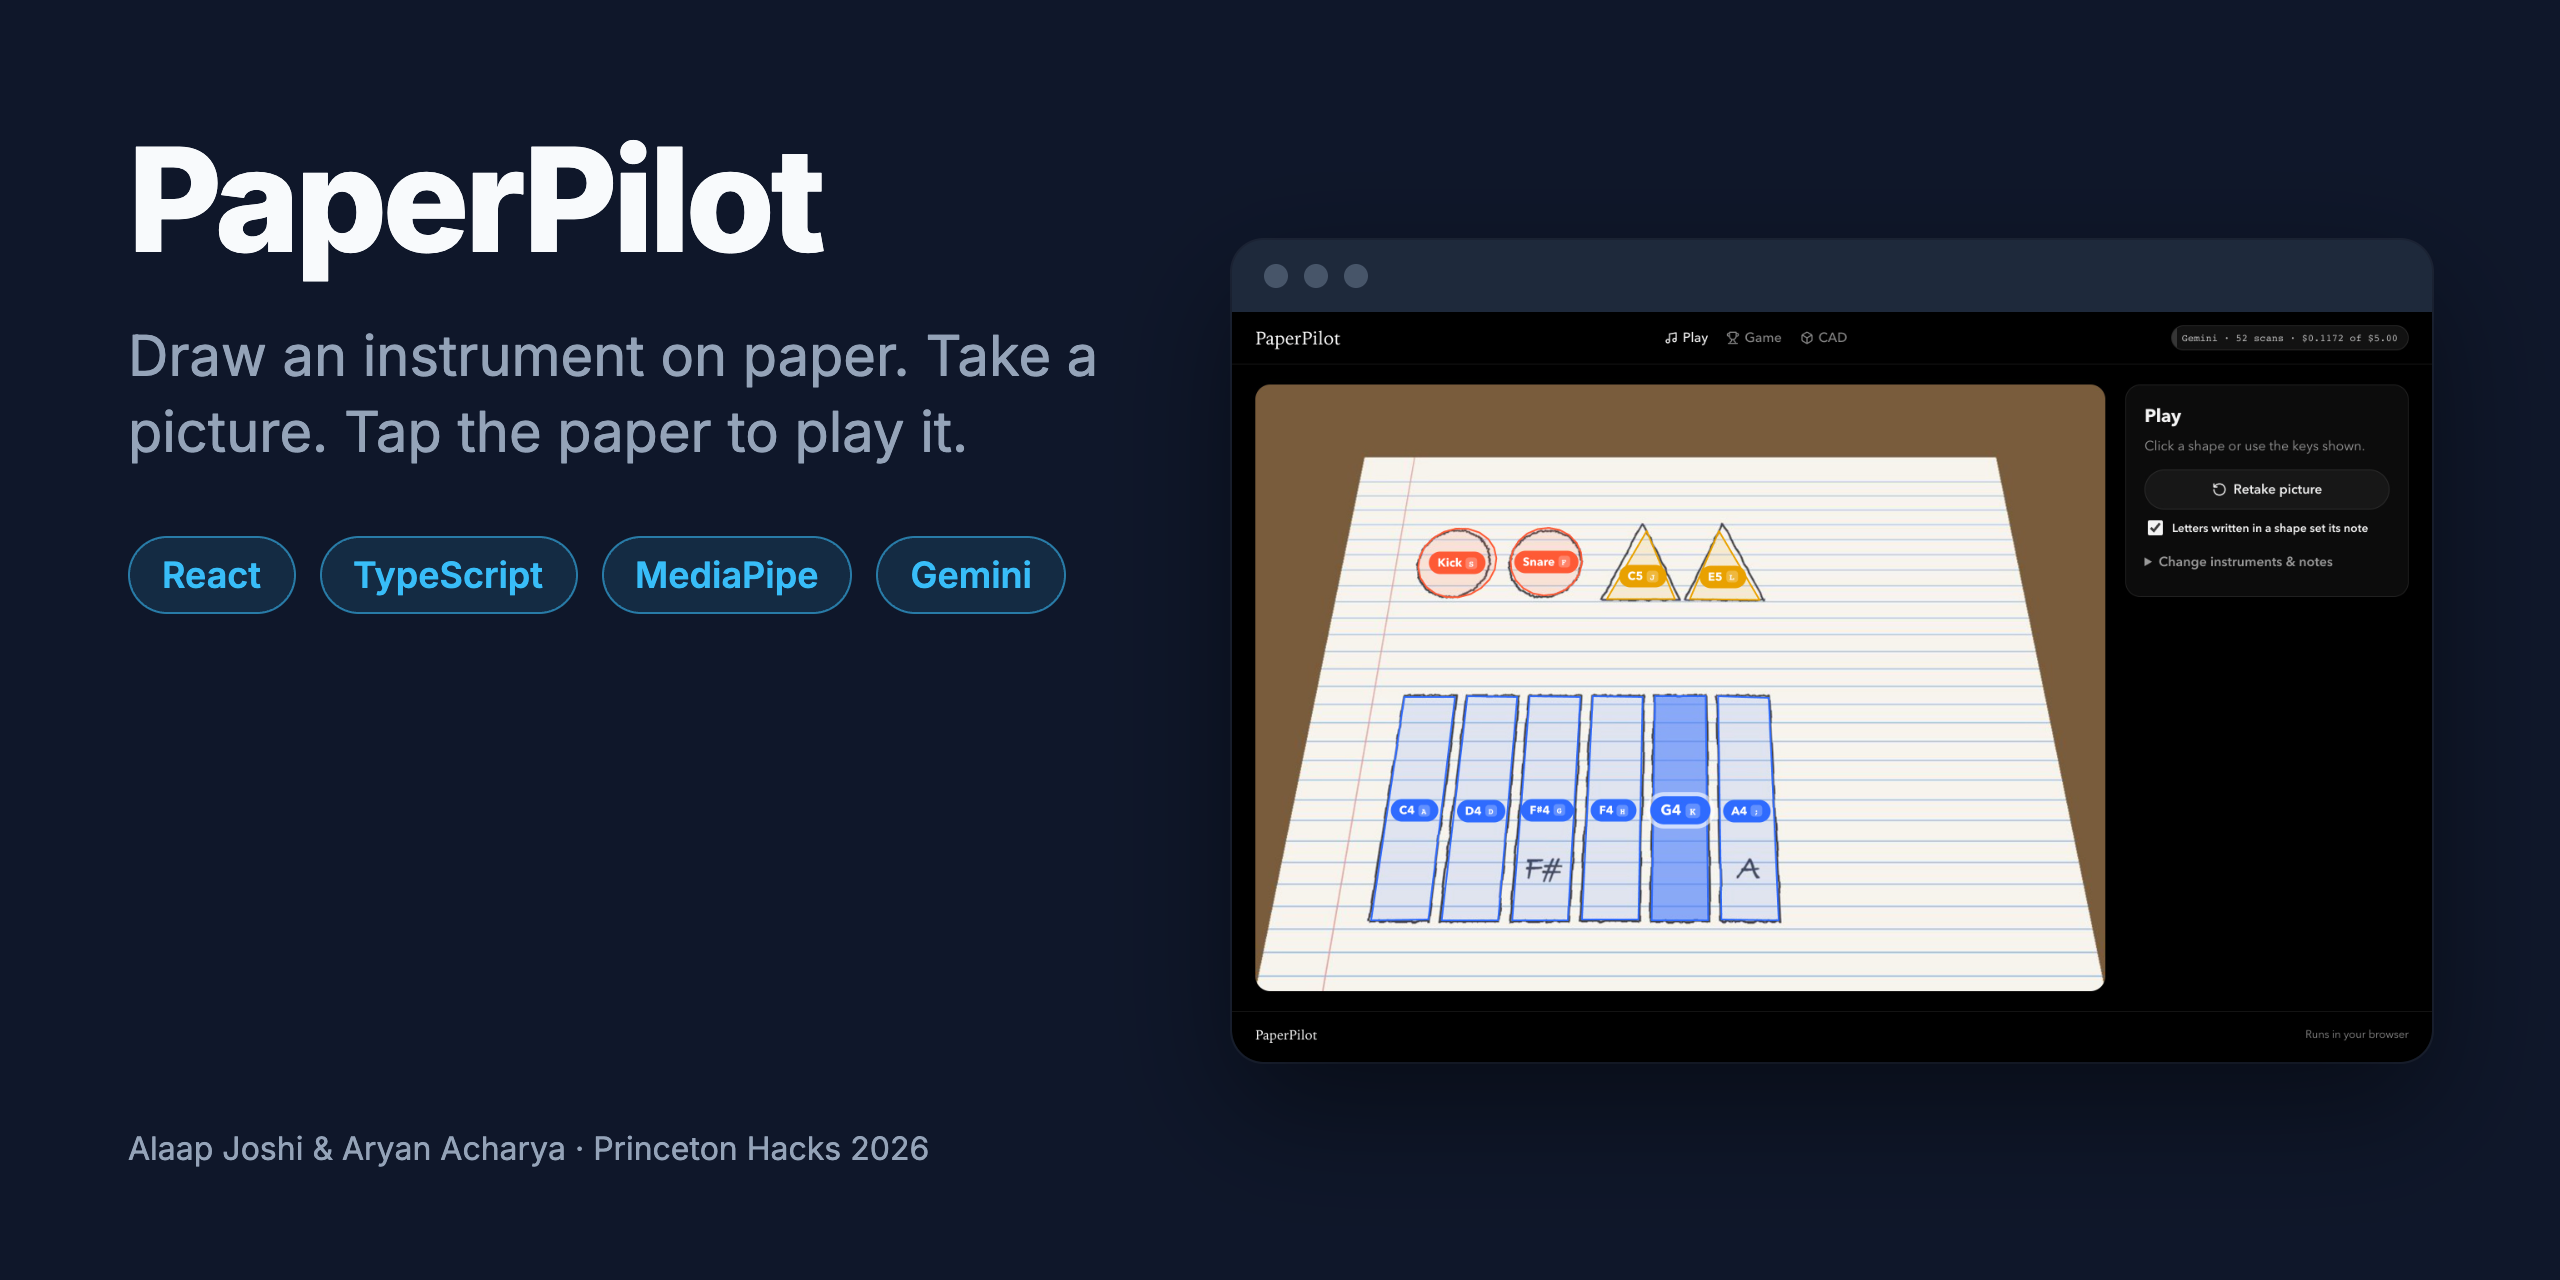 PaperPilot
Draw an instrument on paper. Take a
picture. Tap the paper to play it.
React TypeScript MediaPipe Gemini
Alaap Joshi & Aryan Acharya · Princeton Hacks 2026
PaperPilot
Play Game CAD
Gemini · 52 scans · $0.1172 of $5.00
Kick S Snare F C5 J E5 L
C4 A D4 D F#4 G F4 H G4 K A4
F# A
Play
Click a shape or use the keys shown.
Retake picture
Letters written in a shape set its note
Change instruments & notes
PaperPilot
Runs in your browser